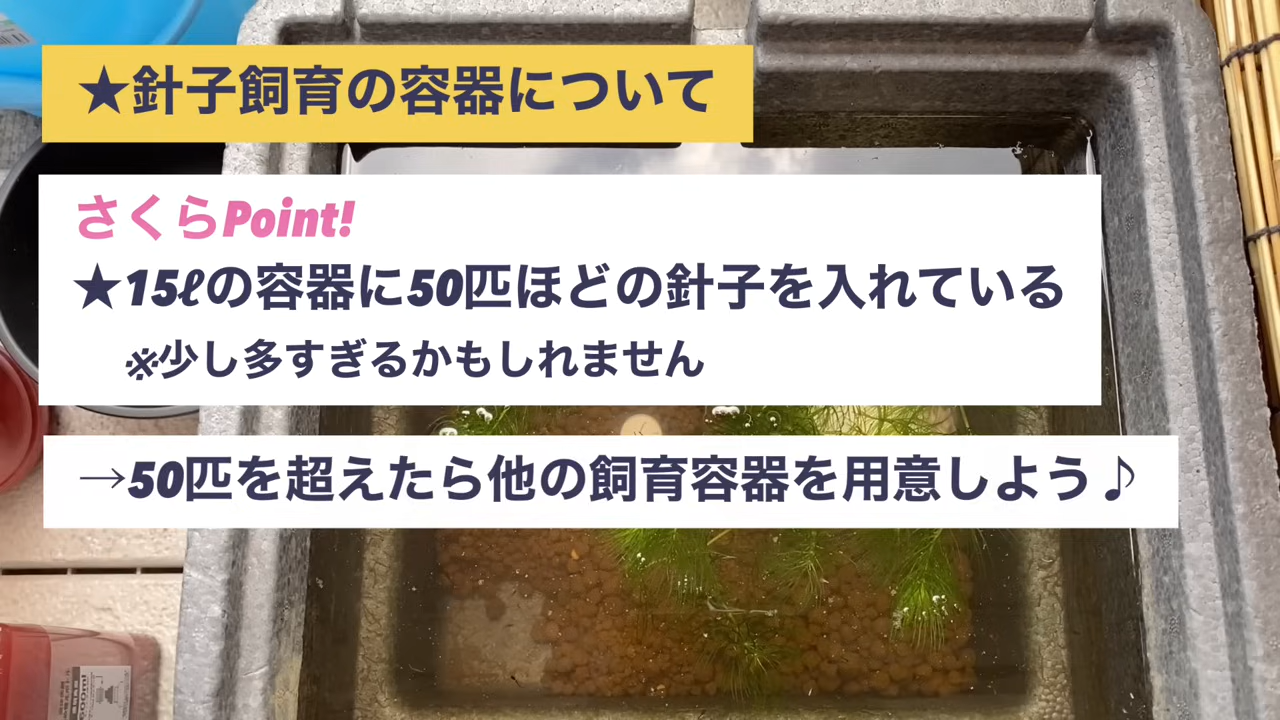 ★針子飼育の容器について
さくらPoint!
★15ℓの容器に50匹ほどの針子を入れている
※少し多すぎるかもしれません
→50匹を超えたら他の飼育容器を用意しよう♪